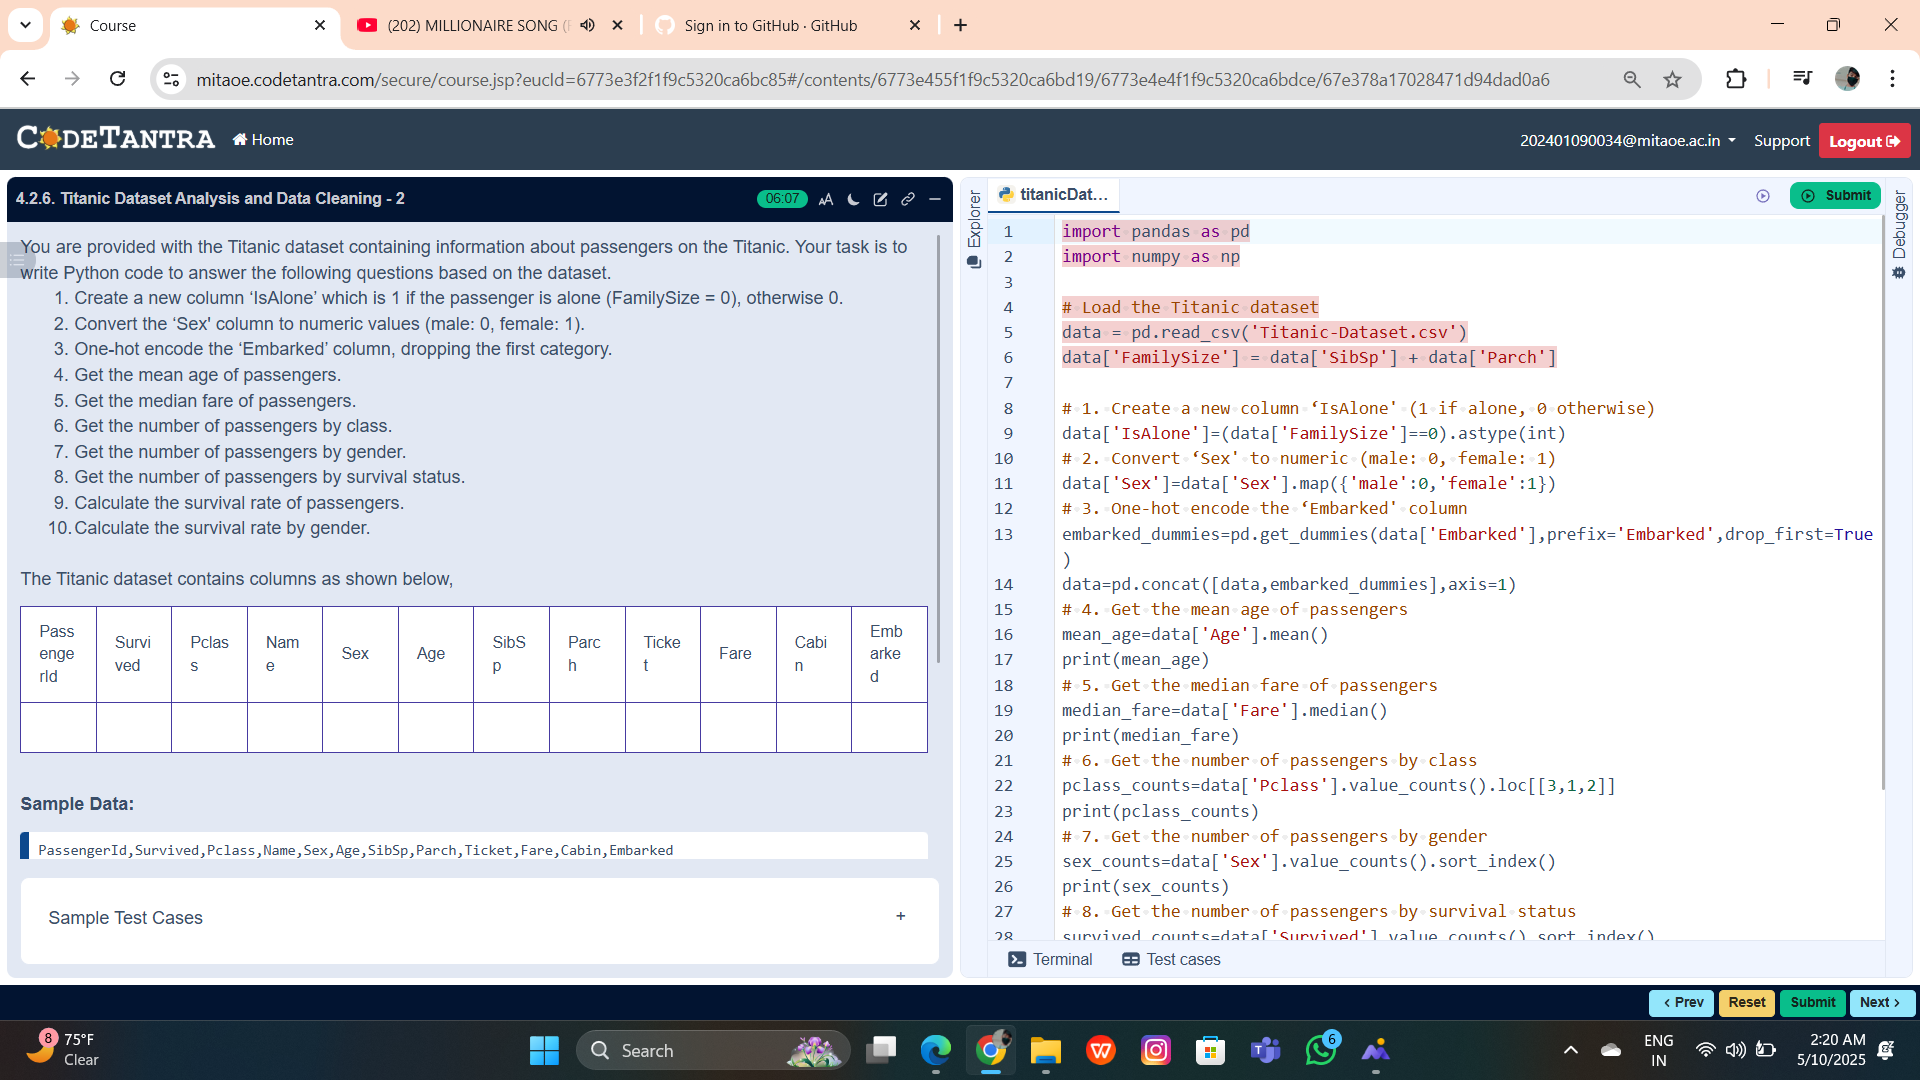 Course
(202) MILLIONAIRE SONG (
Sign in to GitHub · GitHub
mitaoe.codetantra.com/secure/course.jsp?eucId=6773e3f2f1f9c5320ca6bc85#/contents/6773e455f1f9c5320ca6bd19/6773e4e4f1f9c5320ca6bdce/67e378a17028471d94dad0a6
CODETANTRA Home
202401090034@mitaoe.ac.in Support Logout
4.2.6. Titanic Dataset Analysis and Data Cleaning - 2
06:07
AA
You are provided with the Titanic dataset containing information about passengers on the Titanic. Your task is to
write Python code to answer the following questions based on the dataset.
1. Create a new column ‘IsAlone’ which is 1 if the passenger is alone (FamilySize = 0), otherwise 0.
2. Convert the ‘Sex' column to numeric values (male: 0, female: 1).
3. One-hot encode the ‘Embarked’ column, dropping the first category.
4. Get the mean age of passengers.
5. Get the median fare of passengers.
6. Get the number of passengers by class.
7. Get the number of passengers by gender.
8. Get the number of passengers by survival status.
9. Calculate the survival rate of passengers.
10. Calculate the survival rate by gender.
The Titanic dataset contains columns as shown below,
Pass
enge
rId
Survi
ved
Pclas
s
Nam
e
Sex
Age
SibS
p
Parc
h
Ticke
t
Fare
Cabi
n
Emb
arke
d
Sample Data:
PassengerId,Survived,Pclass,Name,Sex,Age,SibSp,Parch,Ticket,Fare,Cabin,Embarked
Sample Test Cases
+
Explorer
titanicDat...
Submit
Debugger
1 import pandas as pd
2 import numpy as np
3
4 # Load the Titanic dataset
5 data = pd.read_csv('Titanic-Dataset.csv')
6 data['FamilySize'] = data['SibSp'] + data['Parch']
7
8 # 1. Create a new column ‘IsAlone' (1 if alone, 0 otherwise)
9 data['IsAlone']=(data['FamilySize']==0).astype(int)
10 # 2. Convert ‘Sex' to numeric (male: 0, female: 1)
11 data['Sex']=data['Sex'].map({'male':0,'female':1})
12 # 3. One-hot encode the ‘Embarked' column
13 embarked_dummies=pd.get_dummies(data['Embarked'],prefix='Embarked',drop_first=True
)
14 data=pd.concat([data,embarked_dummies],axis=1)
15 # 4. Get the mean age of passengers
16 mean_age=data['Age'].mean()
17 print(mean_age)
18 # 5. Get the median fare of passengers
19 median_fare=data['Fare'].median()
20 print(median_fare)
21 # 6. Get the number of passengers by class
22 pclass_counts=data['Pclass'].value_counts().loc[[3,1,2]]
23 print(pclass_counts)
24 # 7. Get the number of passengers by gender
25 sex_counts=data['Sex'].value_counts().sort_index()
26 print(sex_counts)
27 # 8. Get the number of passengers by survival status
28 survived_counts=data['Survived'].value_counts().sort_index()
Terminal Test cases
< Prev Reset Submit Next >
8
75°F
Clear
Search
6
ENG
IN
2:20 AM
5/10/2025